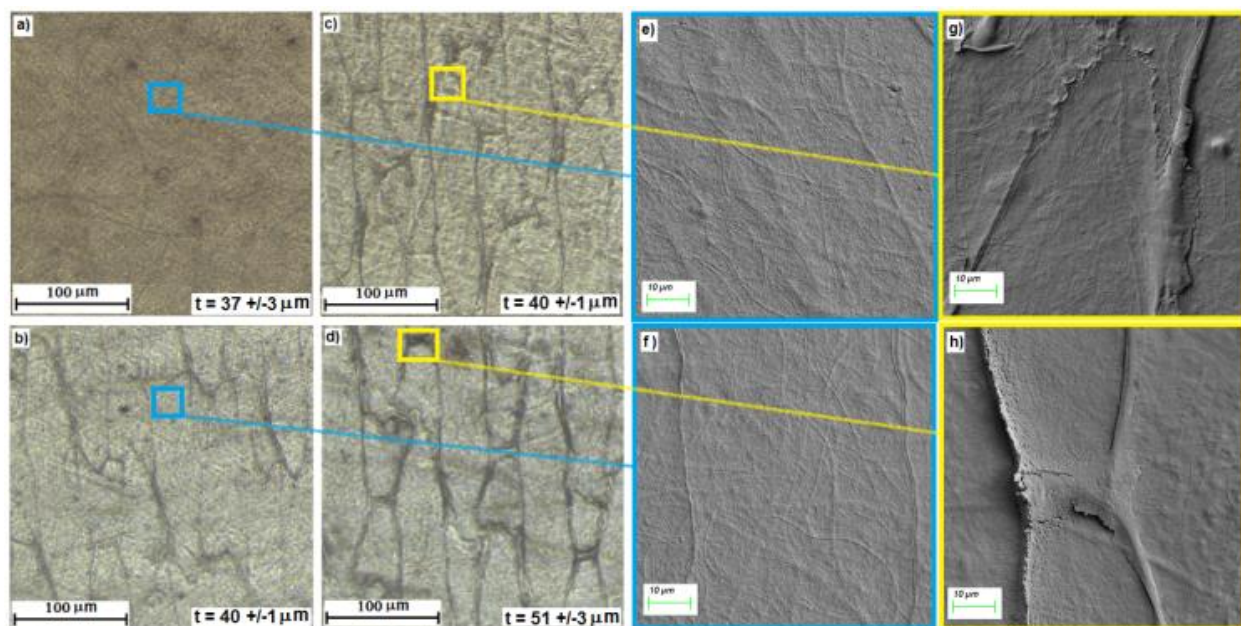 a)
100 μm
t = 37 +/-3 μm
c)
100 μm
t = 40 +/-1 μm
e)
10 μm
g)
10 μm
b)
100 μm
t = 40 +/-1 μm
d)
100 μm
t = 51 +/-3 μm
f)
10 μm
h)
10 μm